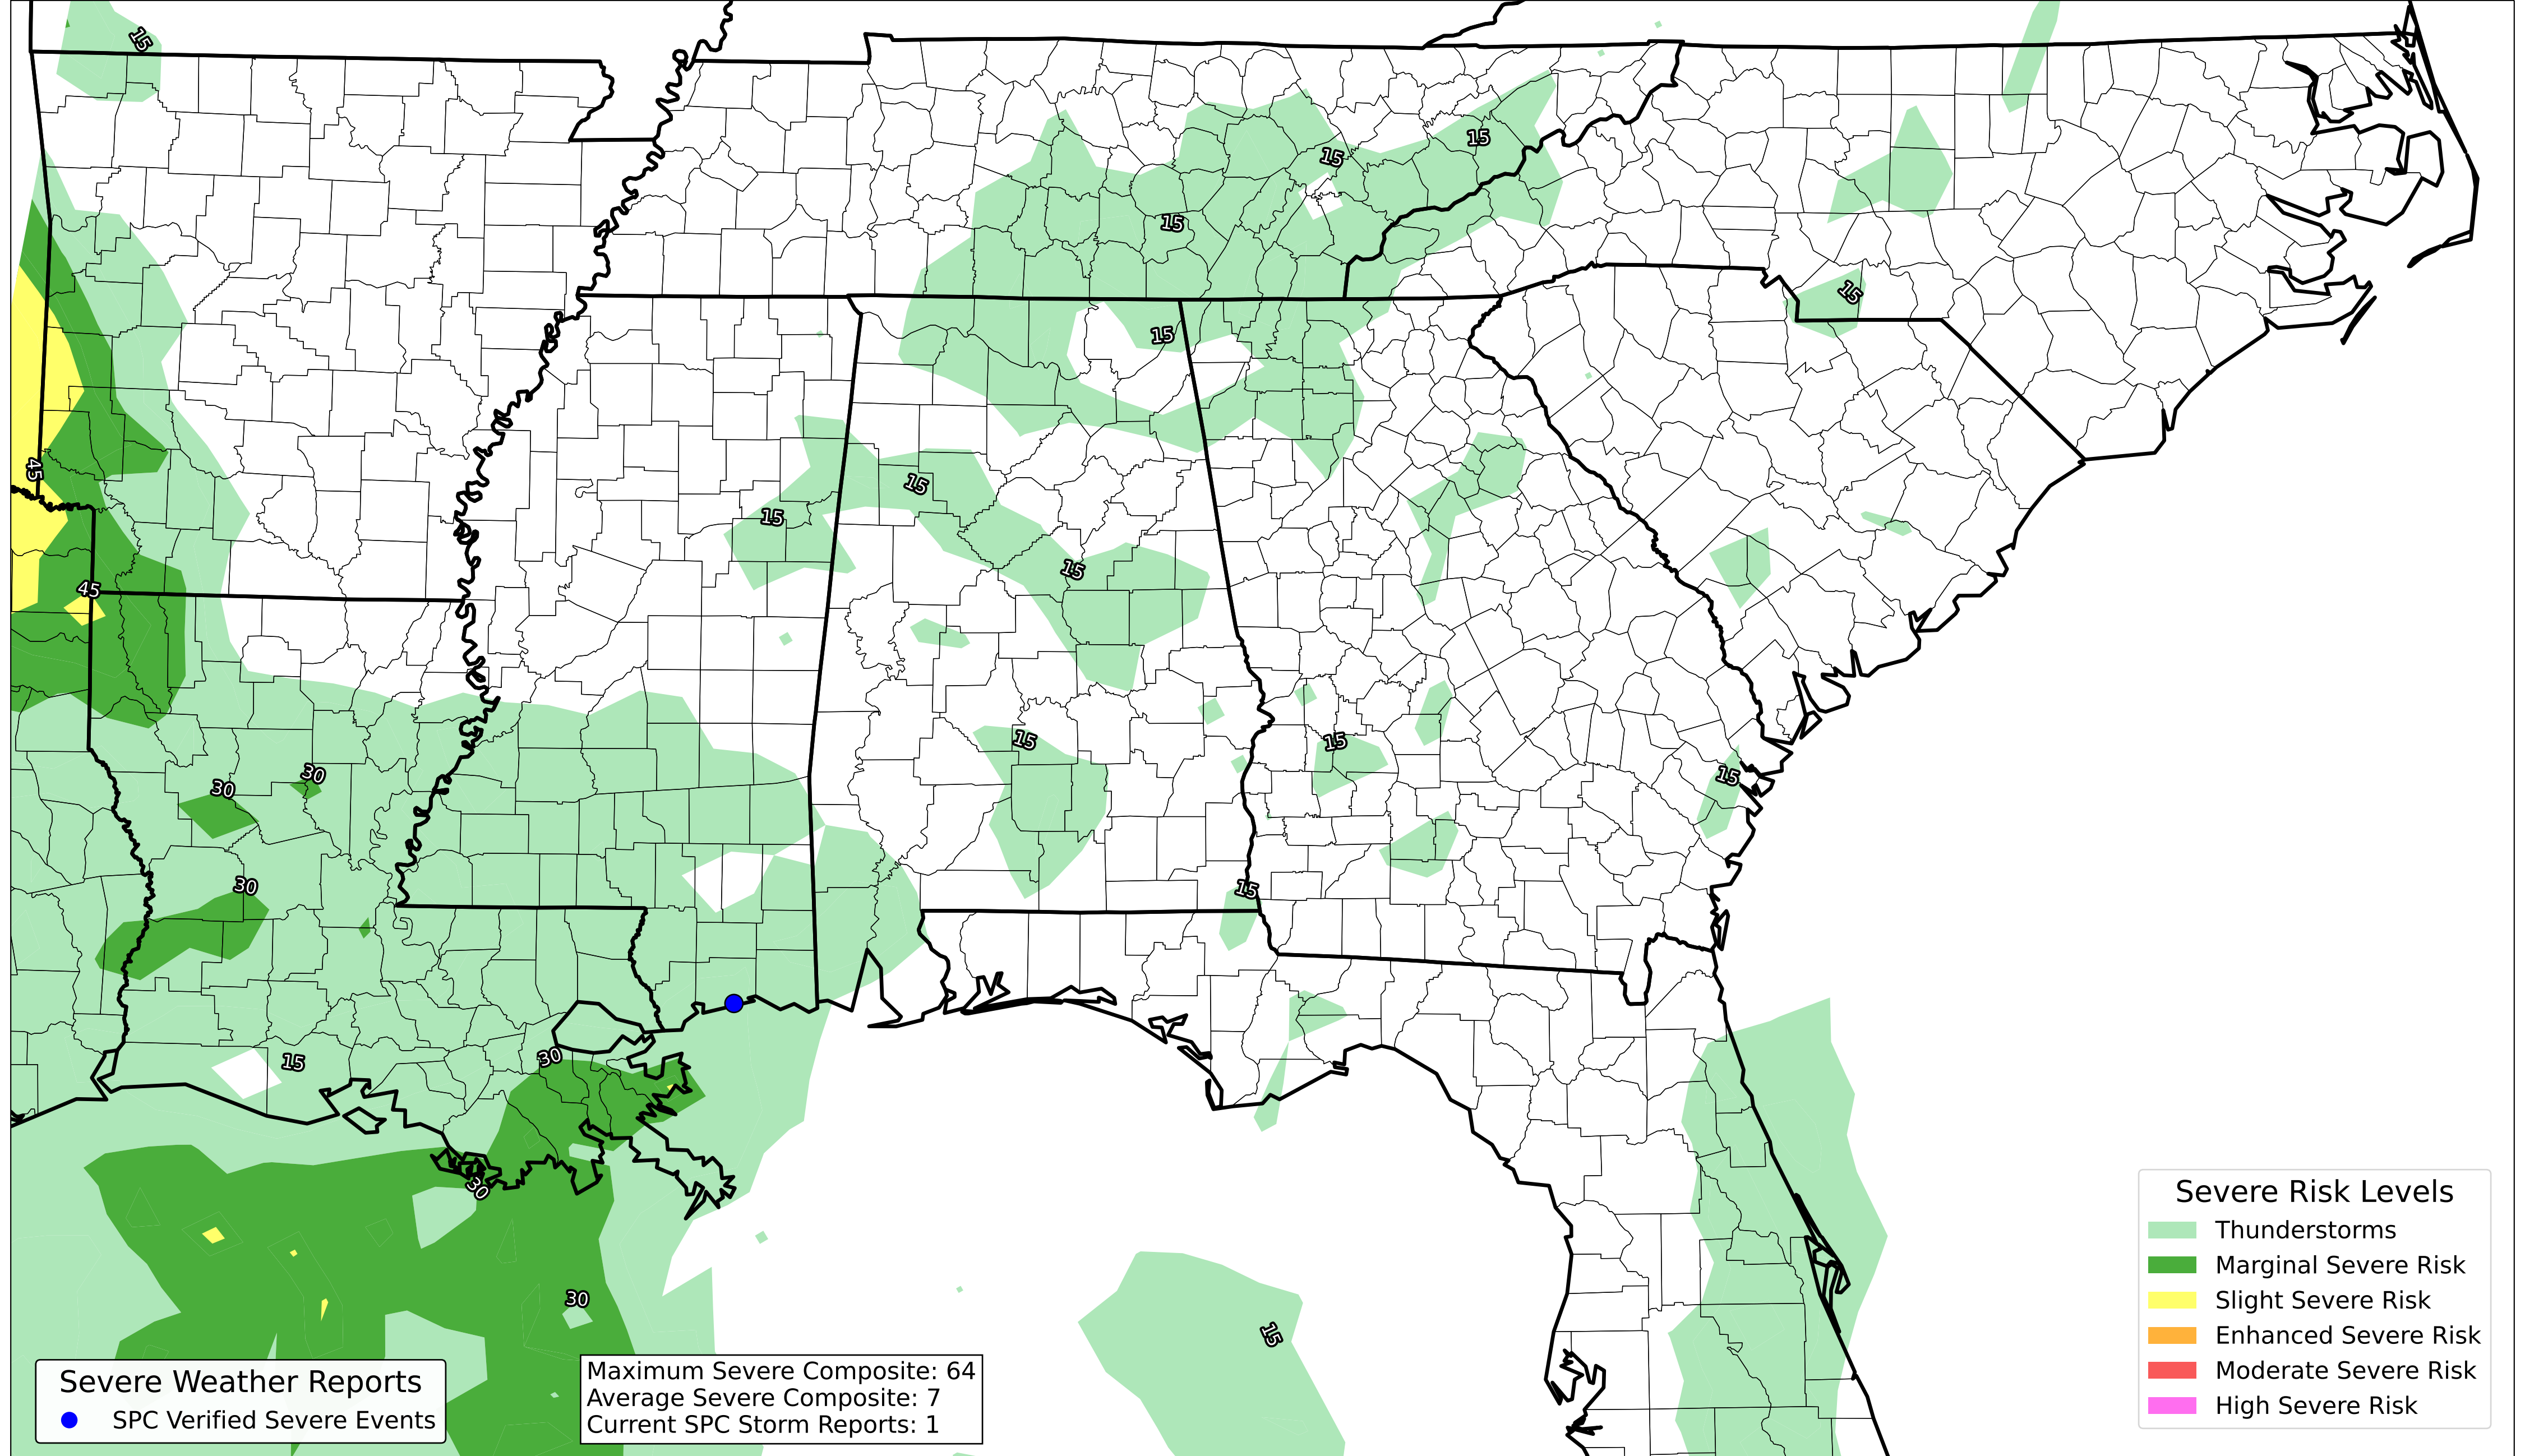 15
15
15
15
15
15
45
15
15
15
45
15
15
15
30
30
30
15
30
15
30
30
15
Severe Weather Reports
SPC Verified Severe Events
Maximum Severe Composite: 64
Average Severe Composite: 7
Current SPC Storm Reports: 1
Severe Risk Levels
Thunderstorms
Marginal Severe Risk
Slight Severe Risk
Enhanced Severe Risk
Moderate Severe Risk
High Severe Risk